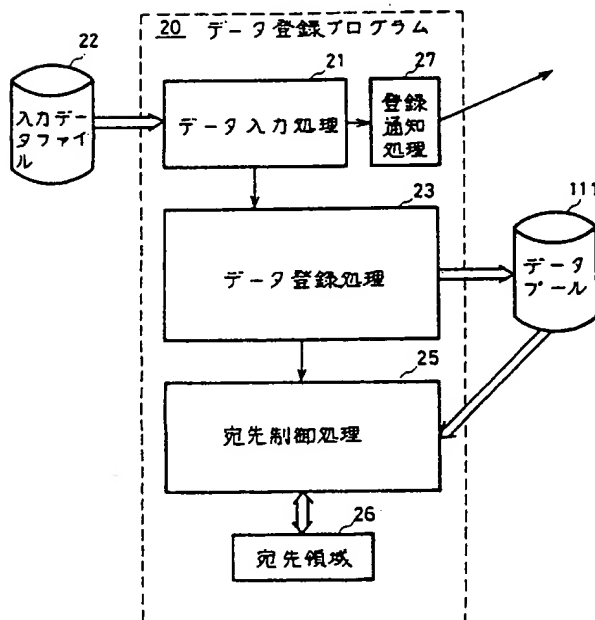 20 データ登録プログラム
22
21
27
入力デー
タファイ
ル
データ入力処理
登録
通知
処理
23
111
データ登録処理
データ
プール
25
宛先制御処理
26
宛先領域